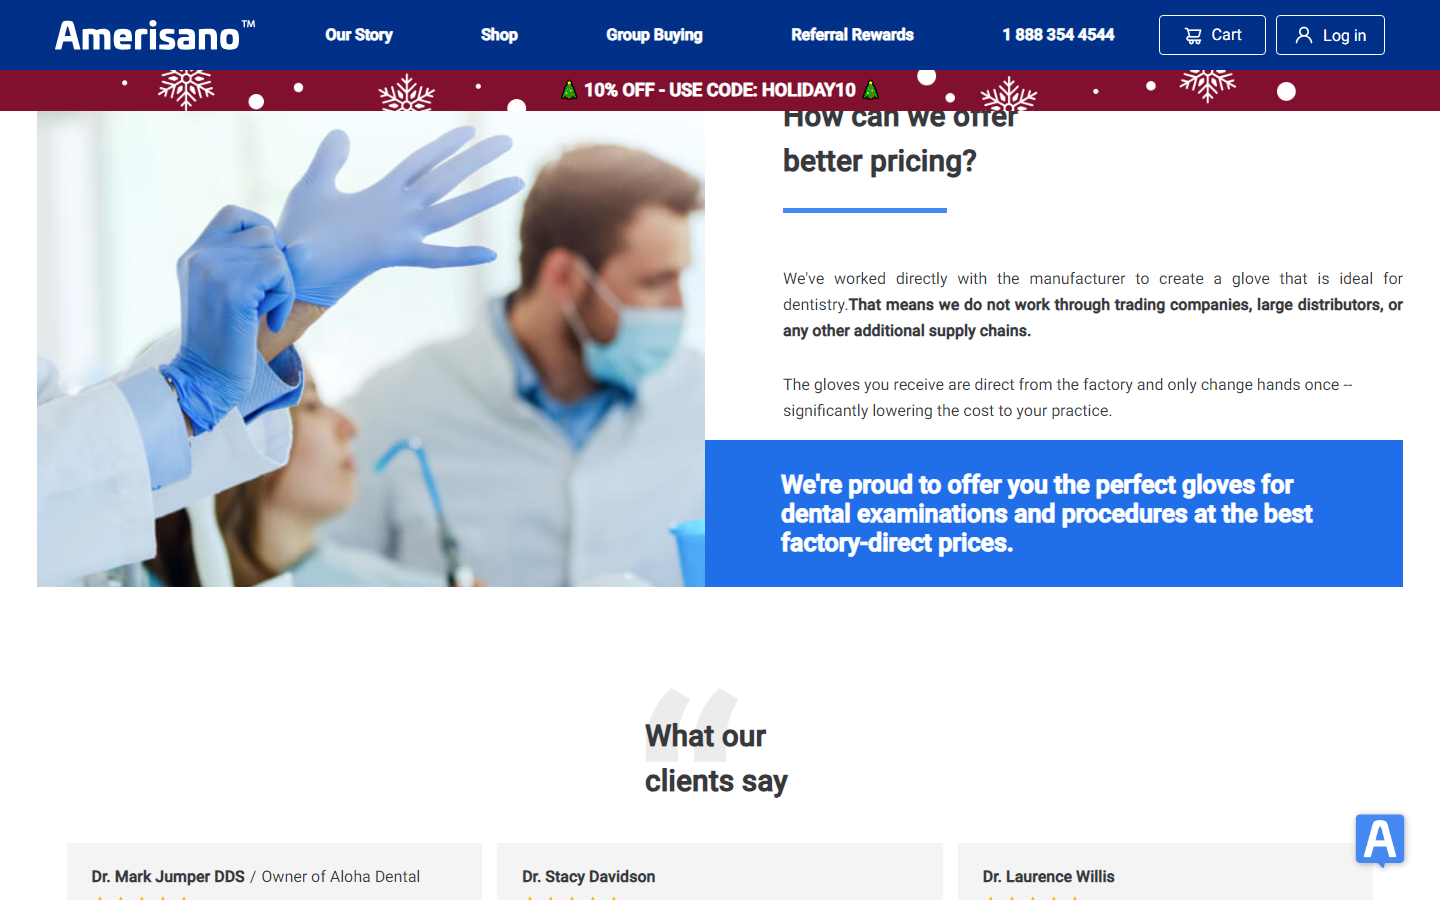 Amerisano™
Our Story
Shop
Group Buying
Referral Rewards
1 888 354 4544
Cart
Log in
10% OFF - USE CODE: HOLIDAY10
How can we offer
better pricing?
We've worked directly with the manufacturer to create a glove that is ideal for
dentistry.That means we do not work through trading companies, large distributors, or
any other additional supply chains.
The gloves you receive are direct from the factory and only change hands once --
significantly lowering the cost to your practice.
We're proud to offer you the perfect gloves for
dental examinations and procedures at the best
factory-direct prices.
What our
clients say
Dr. Mark Jumper DDS / Owner of Aloha Dental
Dr. Stacy Davidson
Dr. Laurence Willis
A